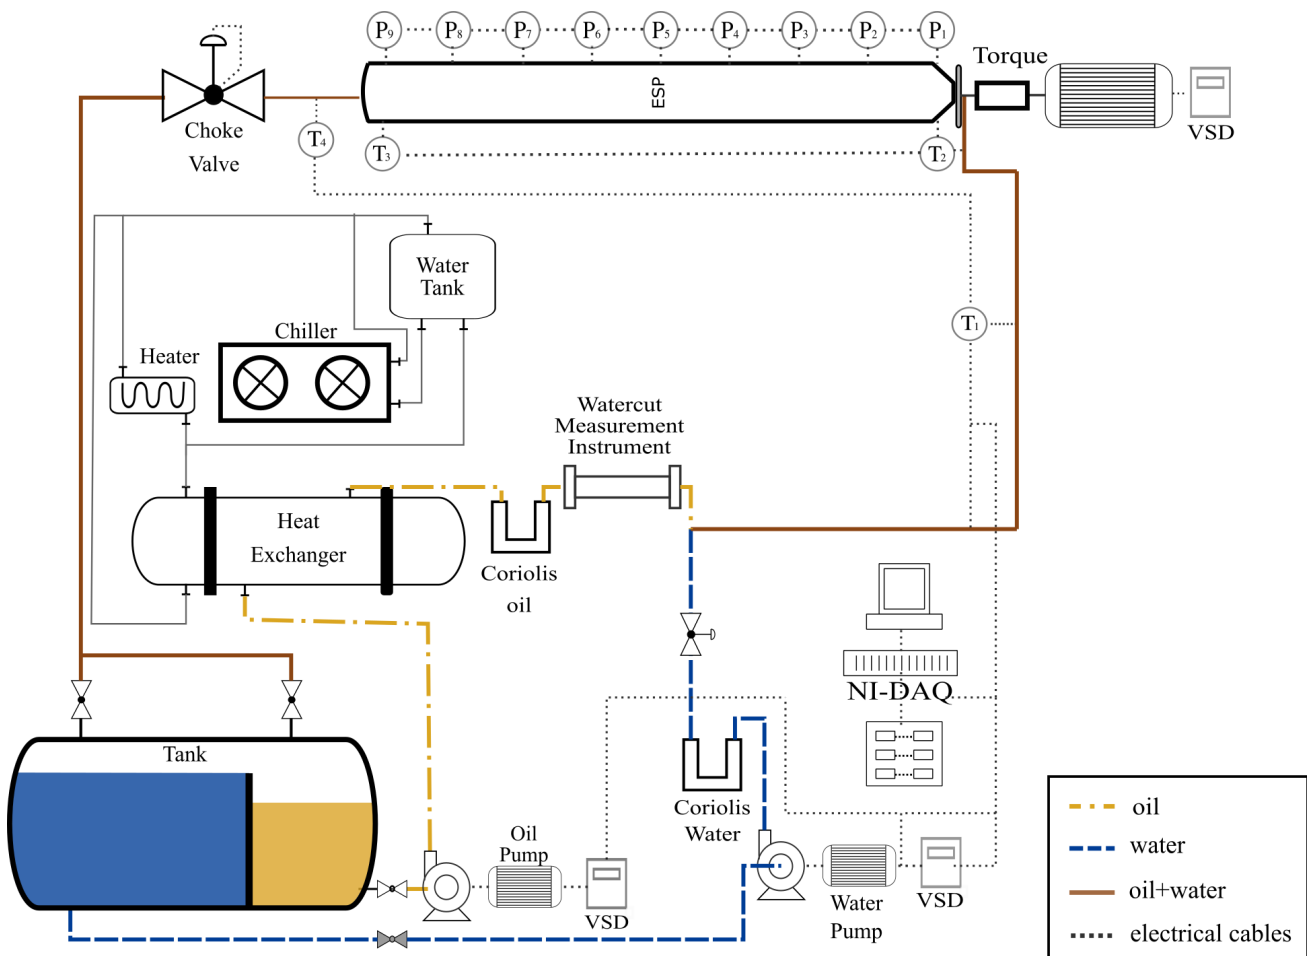 P9 P8 P7 P6 P5 P4 P3 P2 P1
Torque
ESP
VSD
Choke
Valve
T4
T3
T2
Water
Tank
T1
Chiller
Heater
Watercut
Measurement
Instrument
Heat
Exchanger
Coriolis
oil
NI-DAQ
Tank
Coriolis
Water
Oil
Pump
VSD
Water
Pump
VSD
oil
water
oil+water
electrical cables